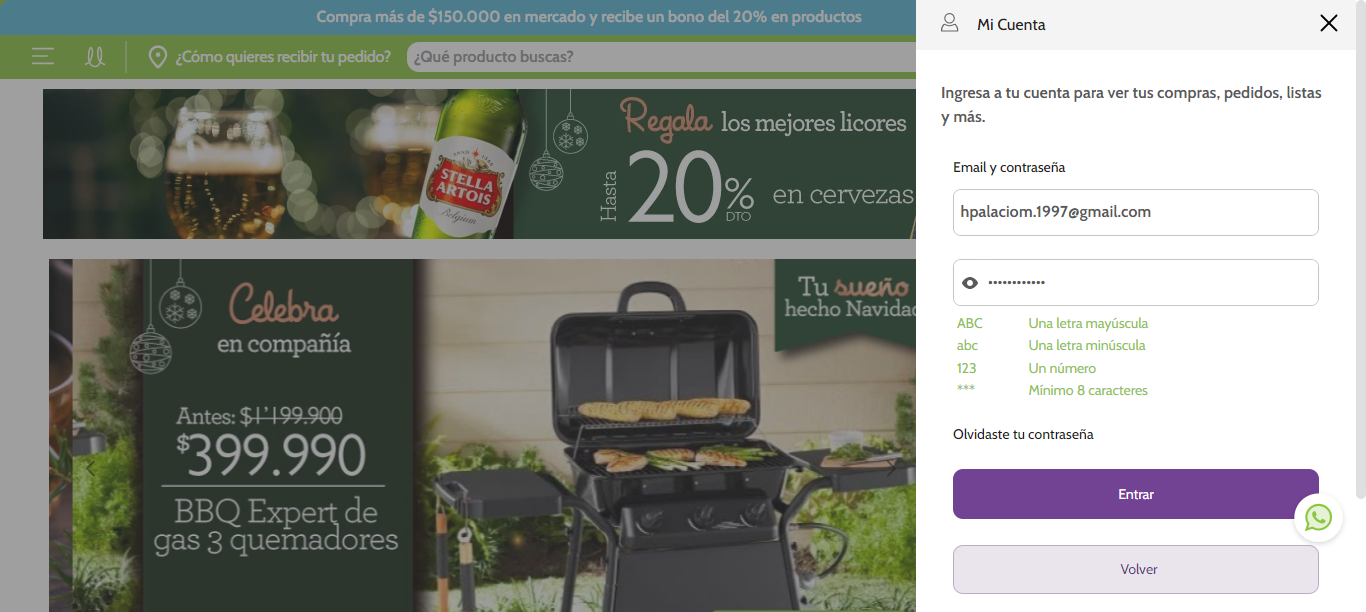 Compra más de $150.000 en mercado y recibe un bono del 20% en productos
¿Cómo quieres recibir tu pedido?
¿Qué producto buscas?
Regala los mejores licores
Hasta 20% DTO en cervezas
STELLA
ARTOIS
Belgium
Celebra
en compañía
Antes: $1'199.900
$399.990
BBQ Expert de
gas 3 quemadores
Tu sueño
hecho Navidad
Mi Cuenta
Ingresa a tu cuenta para ver tus compras, pedidos, listas
y más.
Email y contraseña
hpalaciom.1997@gmail.com
••••••••••••
ABC Una letra mayúscula
abc Una letra minúscula
123 Un número
*** Mínimo 8 caracteres
Olvidaste tu contraseña
Entrar
Volver